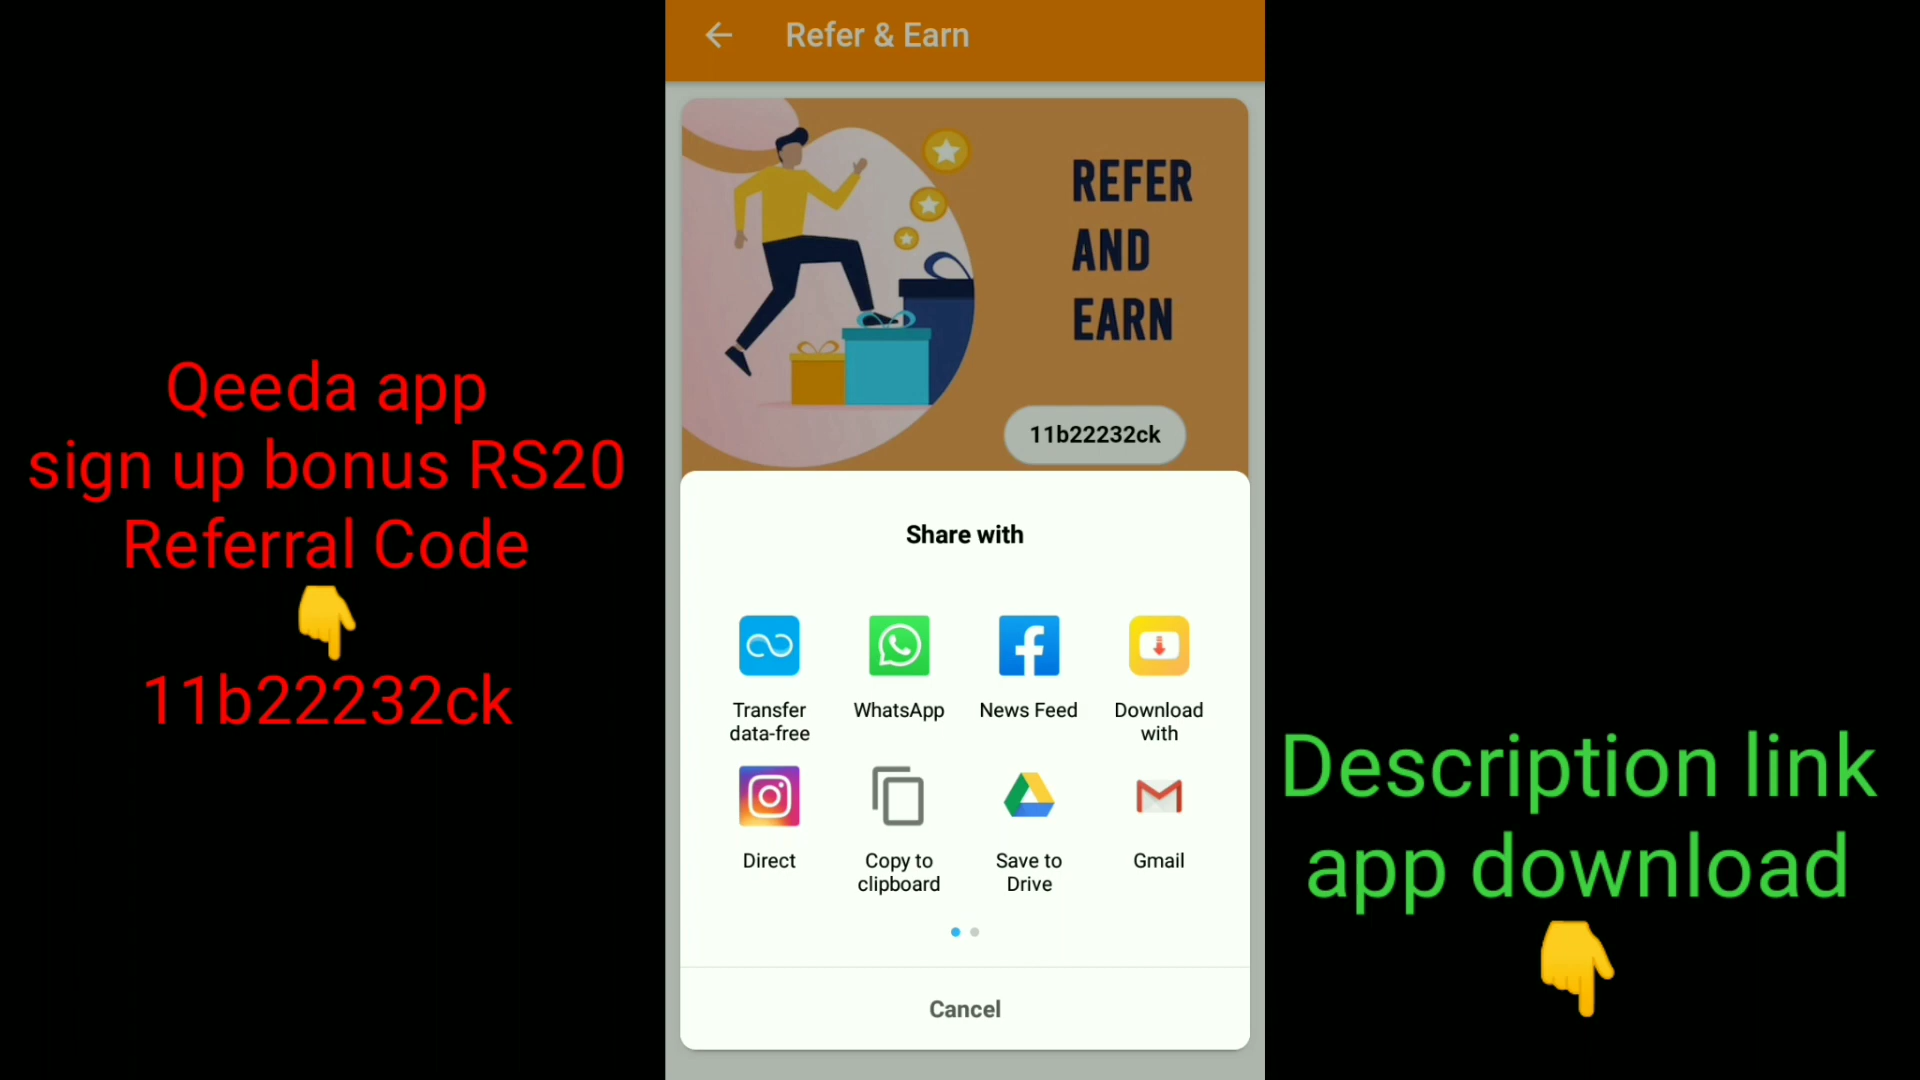 Refer & Earn
REFER
AND
EARN
11b22232ck
Qeeda app
sign up bonus RS20
Referral Code
👇
11b22232ck
Share with
Transfer
data-free
WhatsApp
News Feed
Download
with
Direct
Copy to
clipboard
Save to
Drive
Gmail
Cancel
Description link
app download
👇